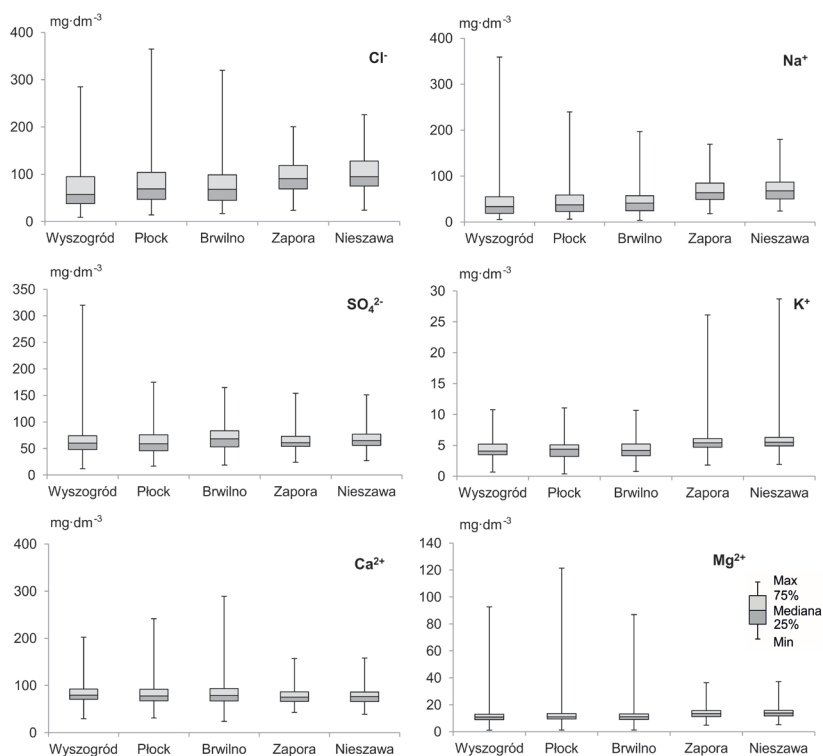 mg·dm⁻³
Cl⁻
400
300
200
100
0
Wyszogród Płock Brwilno Zapora Nieszawa
mg·dm⁻³
Na⁺
400
300
200
100
0
Wyszogród Płock Brwilno Zapora Nieszawa
mg·dm⁻³
SO₄²⁻
350
300
250
200
150
100
50
0
Wyszogród Płock Brwilno Zapora Nieszawa
mg·dm⁻³
K⁺
30
25
20
15
10
5
0
Wyszogród Płock Brwilno Zapora Nieszawa
mg·dm⁻³
Ca²⁺
400
300
200
100
0
Wyszogród Płock Brwilno Zapora Nieszawa
mg·dm⁻³
Mg²⁺
140
120
100
80
60
40
20
0
Max
75%
Mediana
25%
Min
Wyszogród Płock Brwilno Zapora Nieszawa